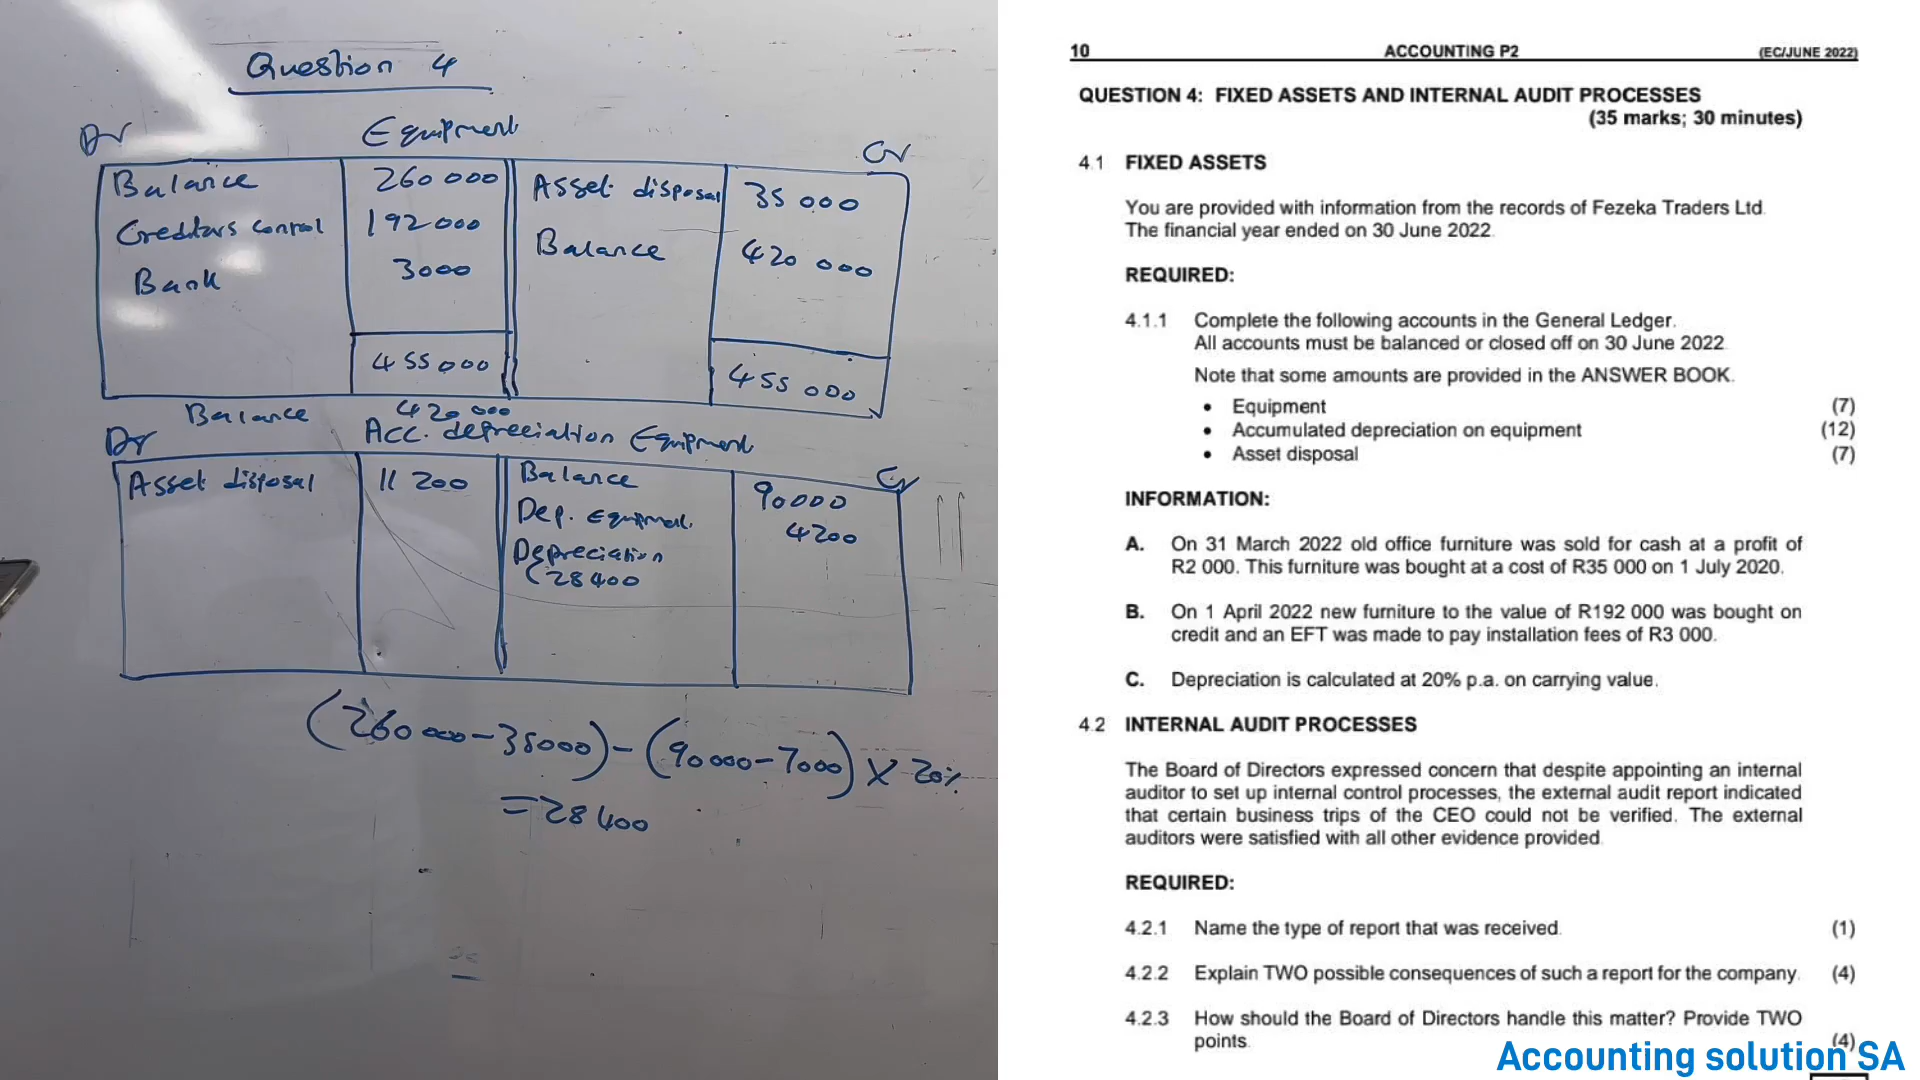 Question 4
Dr Equipment Cr
Balance 260 000 Asset disposal 35 000
Creditors control 192 000 Balance 420 000
Bank 3000
455 000 455 000
Balance 420 000
Dr Acc. depreciation Equipment Cr
Asset disposal 11 200 Balance 90000
Dep. Equipment. 4200
Depreciation
(28400
(260 000-35000)-(90000-7000) X 20%
=28400
10 ACCOUNTING P2 (EC/JUNE 2022)
QUESTION 4: FIXED ASSETS AND INTERNAL AUDIT PROCESSES
(35 marks; 30 minutes)
4.1 FIXED ASSETS
You are provided with information from the records of Fezeka Traders Ltd.
The financial year ended on 30 June 2022.
REQUIRED:
4.1.1 Complete the following accounts in the General Ledger.
All accounts must be balanced or closed off on 30 June 2022.
Note that some amounts are provided in the ANSWER BOOK.
• Equipment (7)
• Accumulated depreciation on equipment (12)
• Asset disposal (7)
INFORMATION:
A. On 31 March 2022 old office furniture was sold for cash at a profit of
R2 000. This furniture was bought at a cost of R35 000 on 1 July 2020.
B. On 1 April 2022 new furniture to the value of R192 000 was bought on
credit and an EFT was made to pay installation fees of R3 000.
C. Depreciation is calculated at 20% p.a. on carrying value.
4.2 INTERNAL AUDIT PROCESSES
The Board of Directors expressed concern that despite appointing an internal
auditor to set up internal control processes, the external audit report indicated
that certain business trips of the CEO could not be verified. The external
auditors were satisfied with all other evidence provided.
REQUIRED:
4.2.1 Name the type of report that was received. (1)
4.2.2 Explain TWO possible consequences of such a report for the company. (4)
4.2.3 How should the Board of Directors handle this matter? Provide TWO
points. (4)
Accounting solution SA